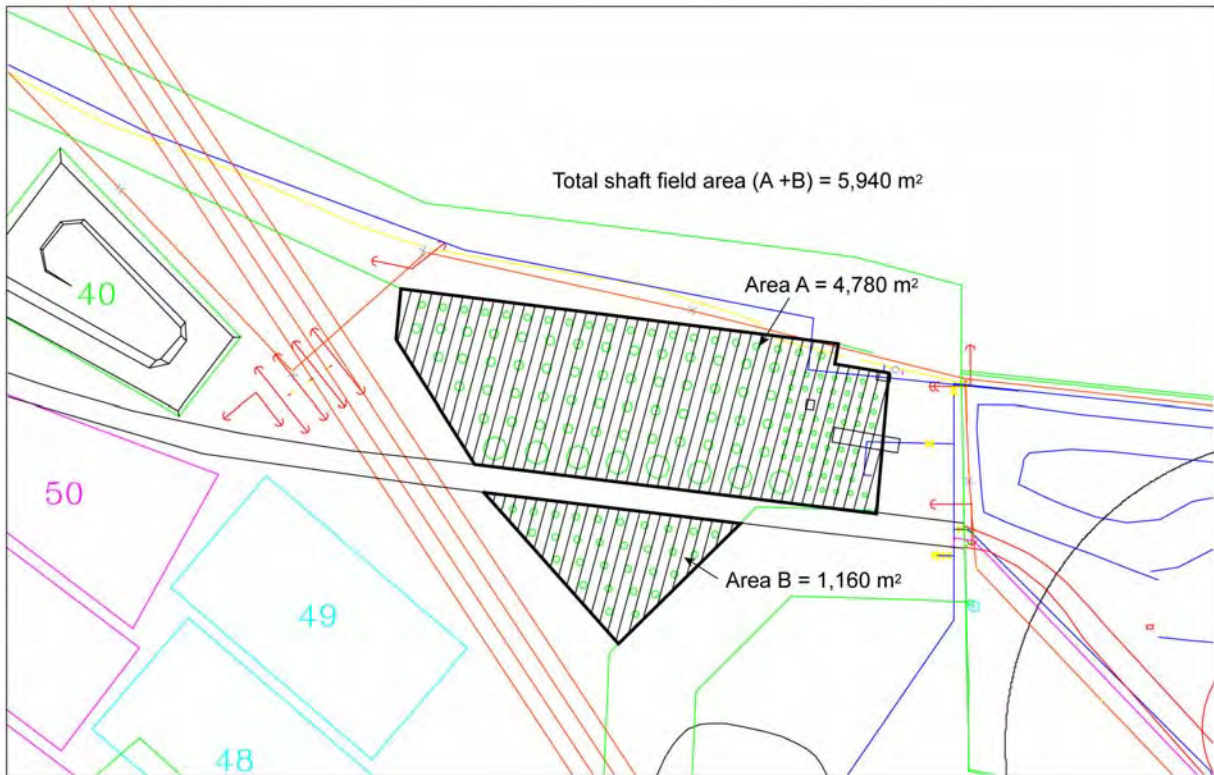 Total shaft field area (A +B) = 5,940 m²
Area A = 4,780 m²
40
50
Area B = 1,160 m²
49
48